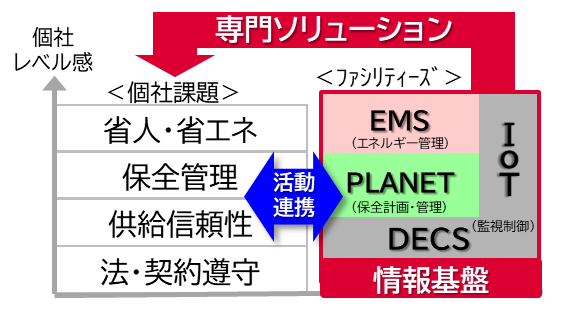 専門ソリューション
個社
レベル感
＜個社課題＞
省人・省エネ
保全管理
供給信頼性
法・契約遵守
活動
連携
＜ﾌｧｼﾘﾃｨｰｽﾞ＞
EMS
（エネルギー管理）
PLANET
（保全計画・管理）
IOT
（監視制御）
DECS
情報基盤